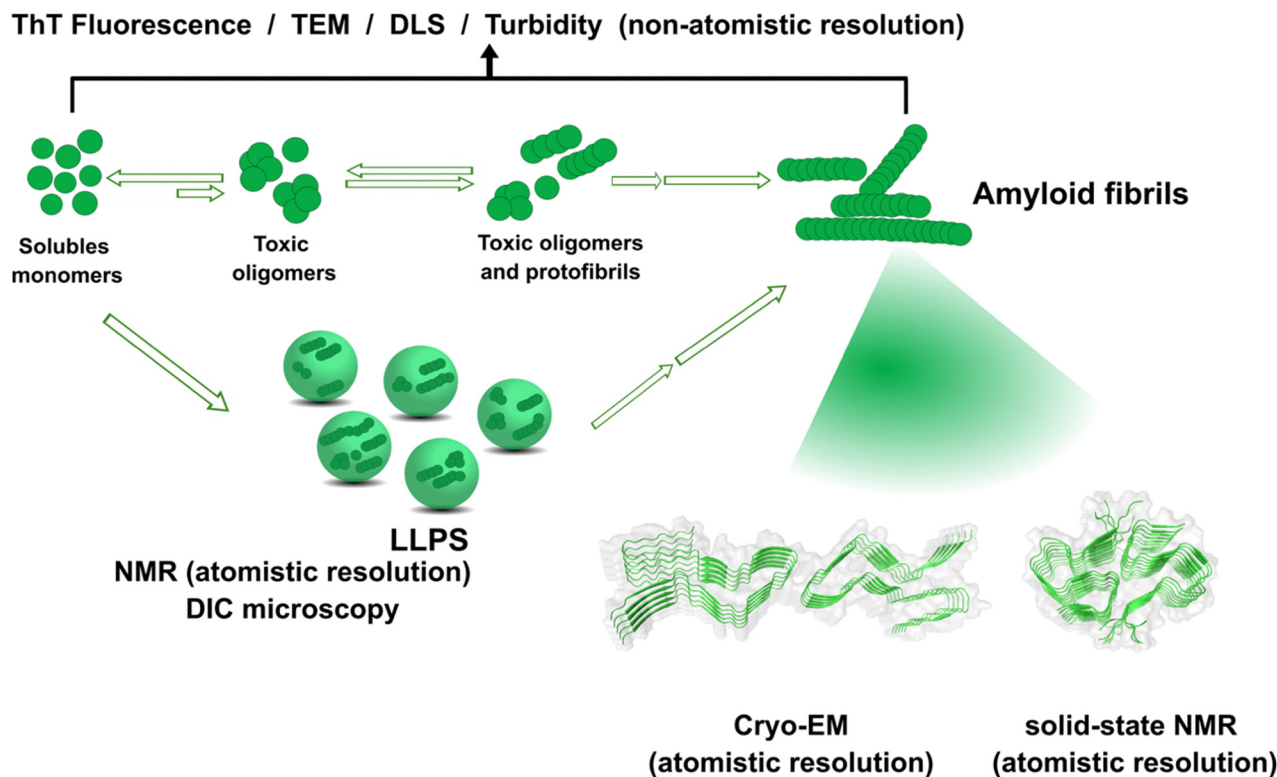 ThT Fluorescence / TEM / DLS / Turbidity (non-atomistic resolution)
Solubles
monomers
Toxic
oligomers
Toxic oligomers
and protofibrils
Amyloid fibrils
LLPS
NMR (atomistic resolution)
DIC microscopy
Cryo-EM
(atomistic resolution)
solid-state NMR
(atomistic resolution)